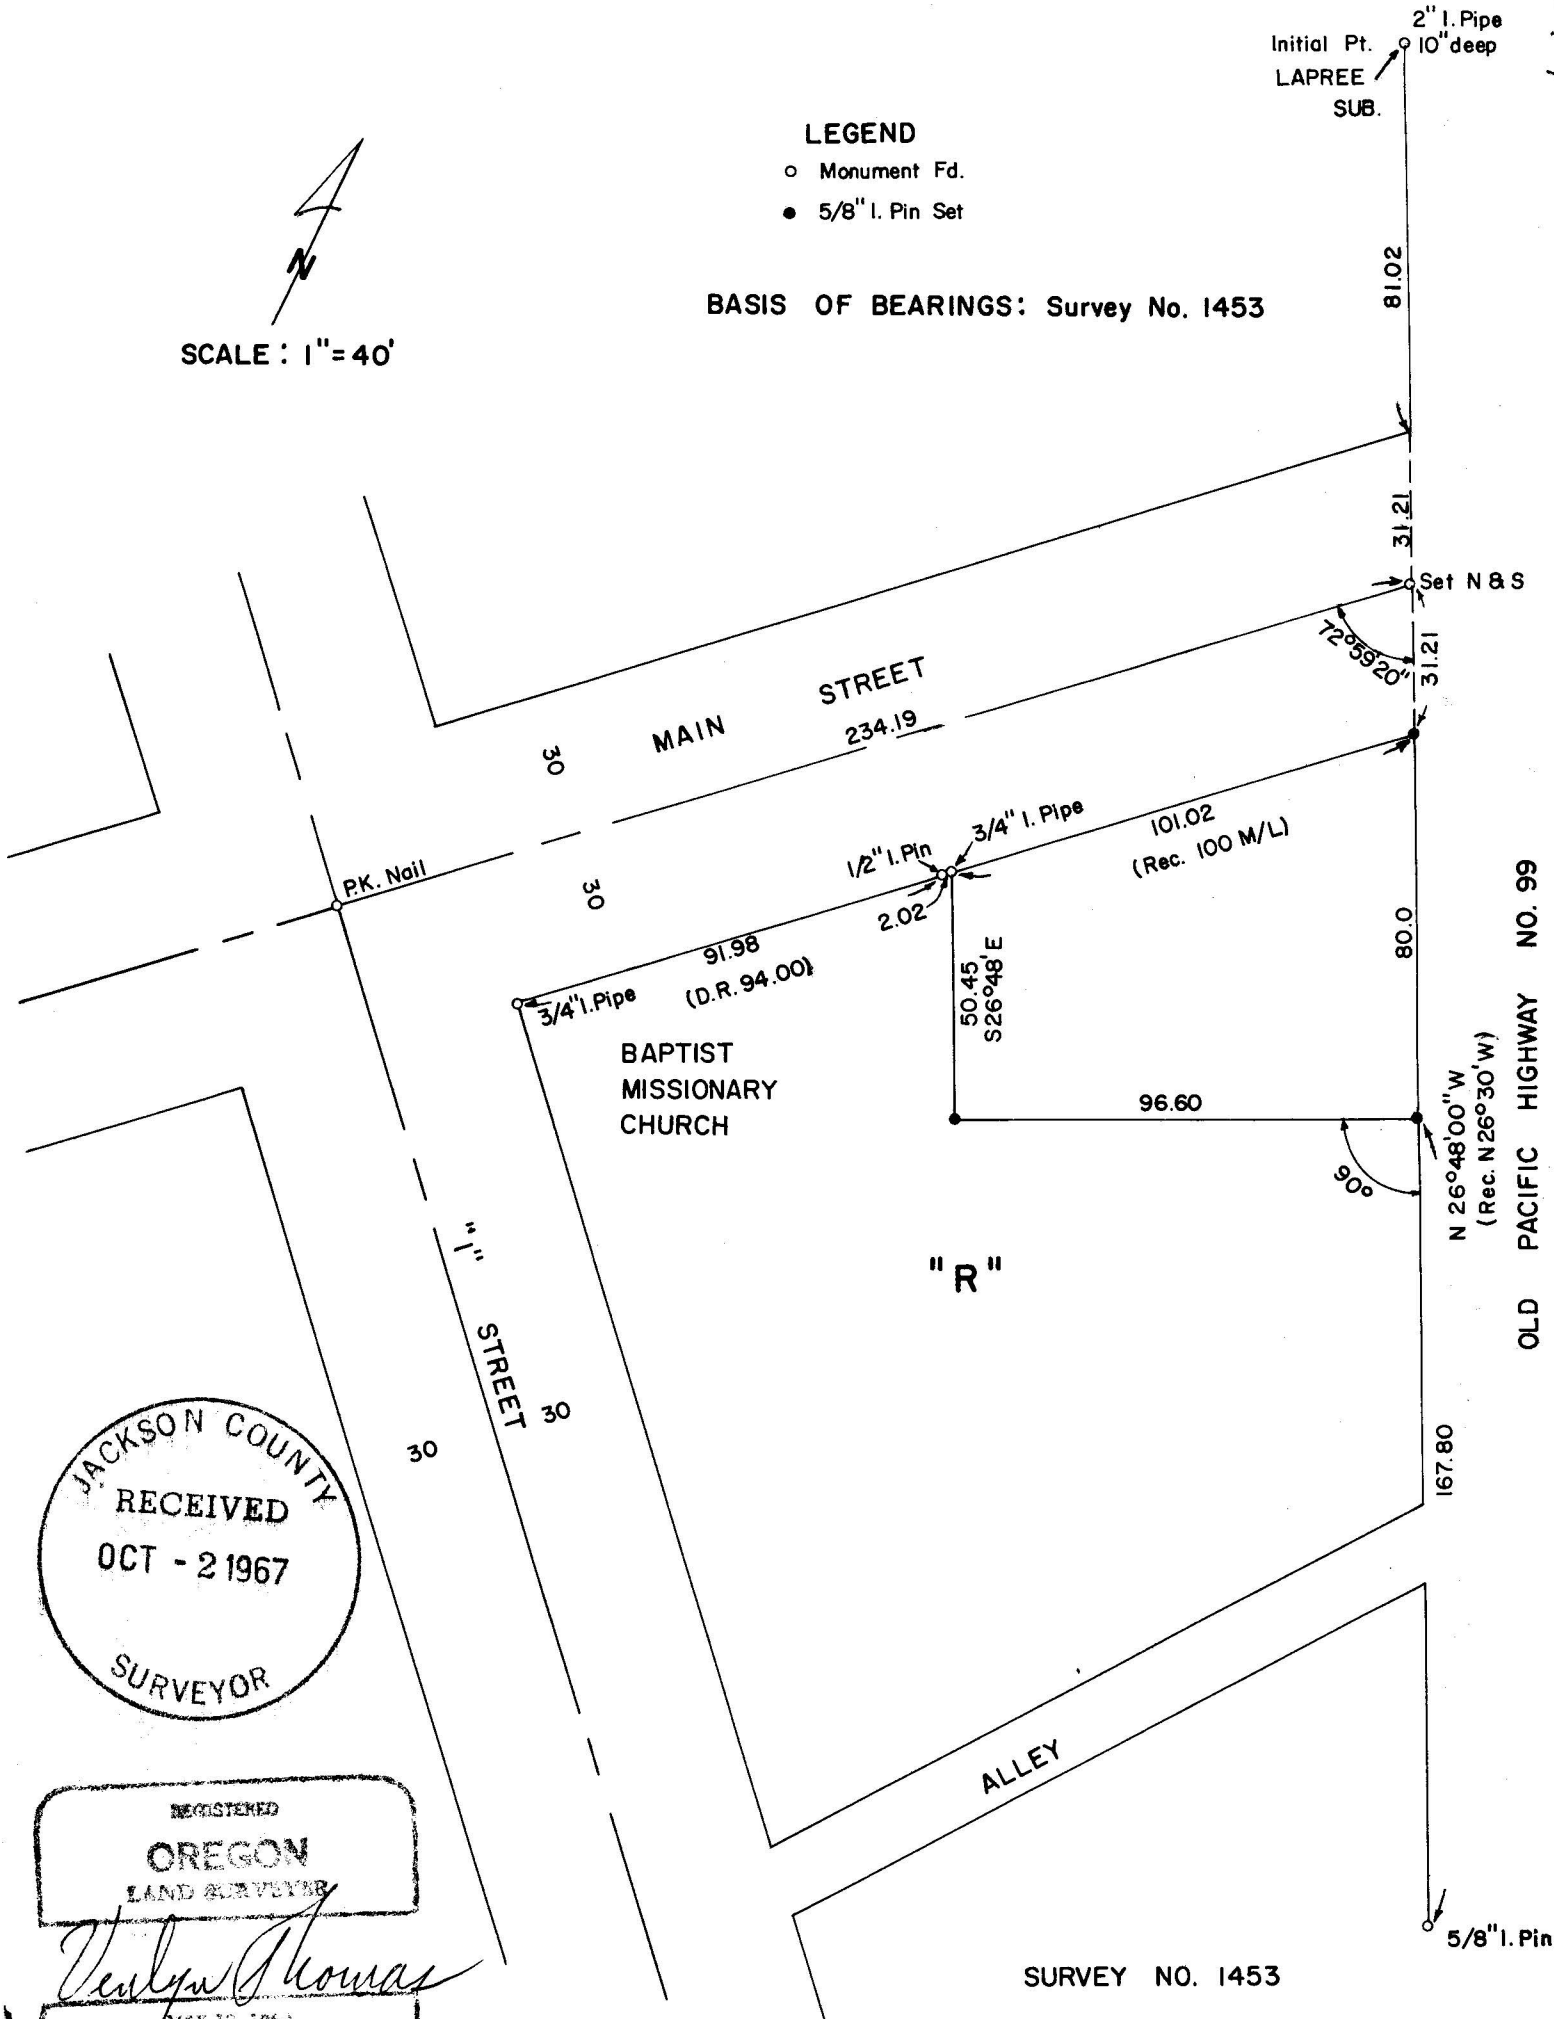 2" I. Pipe
10" deep
Initial Pt.
LAPREE
SUB.
LEGEND
Monument Fd.
5/8" I. Pin Set
N
BASIS OF BEARINGS: Survey No. 1453
SCALE: 1"=40'
81.02
31.21
Set N & S
72°59'20"
31.21
MAIN STREET
234.19
30
30
P.K. Nail
1/2" I. Pin
3/4" I. Pipe
101.02
(Rec. 100 M/L)
2.02
91.98
(D.R. 94.00)
3/4" I. Pipe
50.45
S26°48'E
80.0
BAPTIST
MISSIONARY
CHURCH
96.60
90°
N 26°48'00"W
(Rec. N26°30'W)
OLD PACIFIC HIGHWAY NO. 99
"I" STREET
"R"
30
30
167.80
JACKSON COUNTY
RECEIVED
OCT - 2 1967
SURVEYOR
ALLEY
REGISTERED
OREGON
LAND SURVEYOR
Thomas
5/8" I. Pin
SURVEY NO. 1453